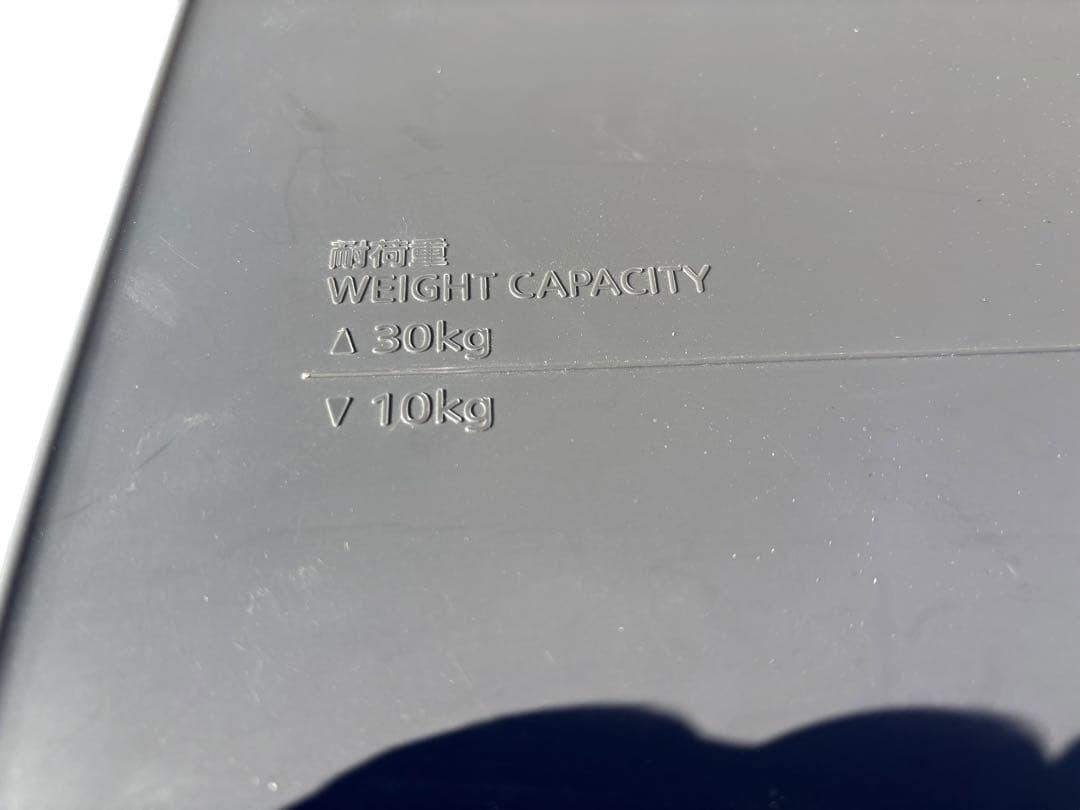 耐荷重
WEIGHT CAPACITY
△ 30kg
▽ 10kg